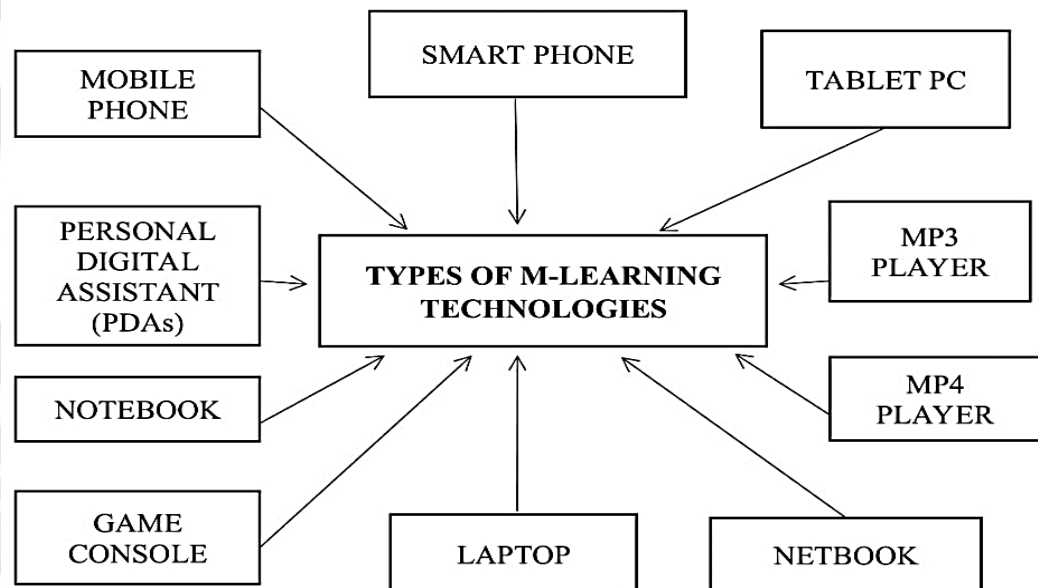 SMART PHONE
MOBILE
PHONE
TABLET PC
PERSONAL
DIGITAL
ASSISTANT
(PDAs)
TYPES OF M-LEARNING
TECHNOLOGIES
MP3
PLAYER
NOTEBOOK
MP4
PLAYER
GAME
CONSOLE
LAPTOP
NETBOOK